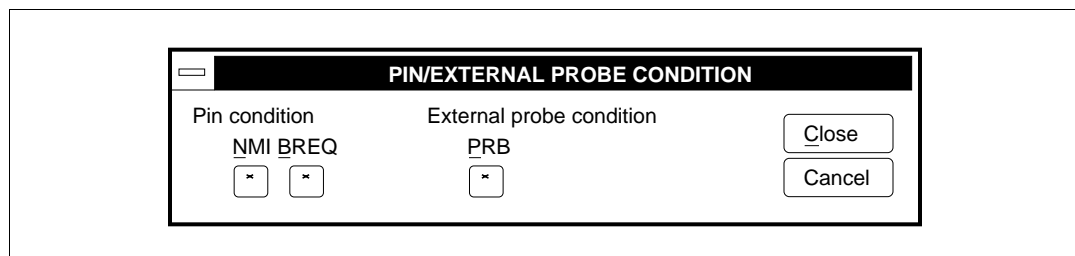 PIN/EXTERNAL PROBE CONDITION
Pin condition
External probe condition
NMI BREQ
PRB
* *
*
Close
Cancel